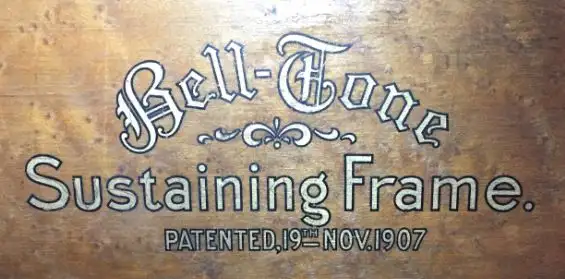 Bell-Tone
Sustaining Frame.
PATENTED, 19TH NOV. 1907